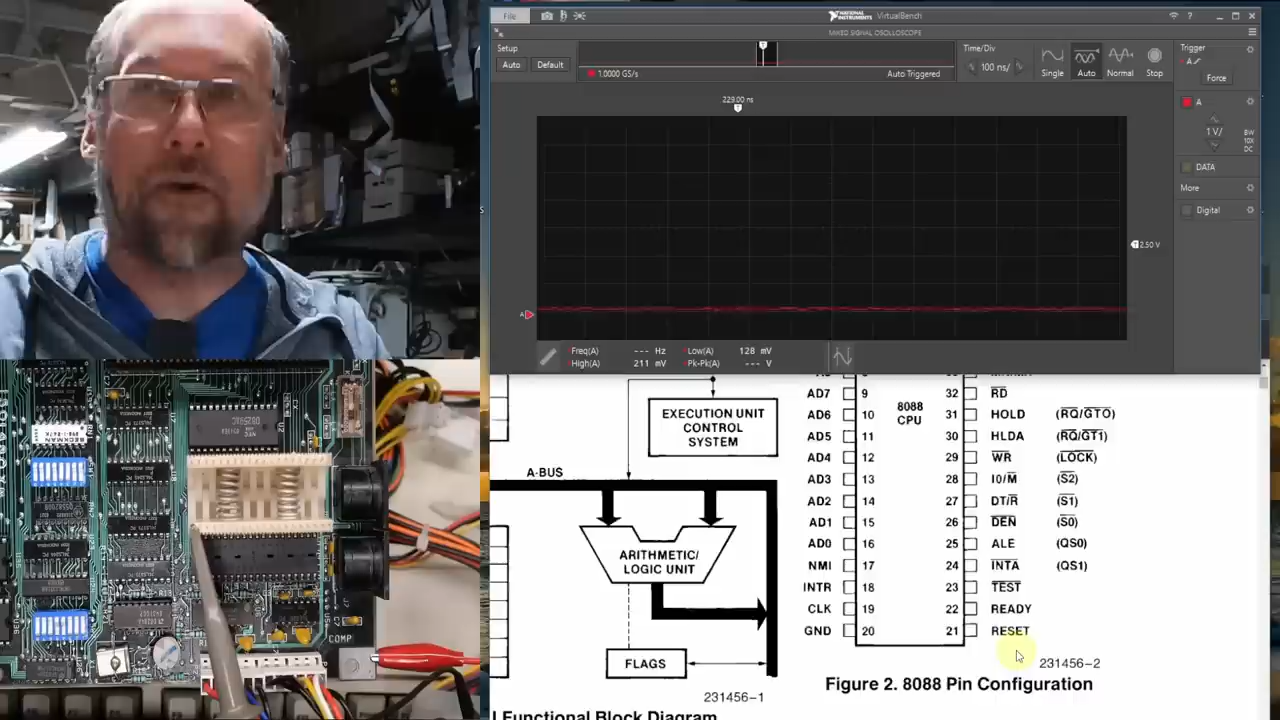 File
NATIONAL INSTRUMENTS VirtualBench
?
MIXED SIGNAL OSCILLOSCOPE
Setup
Auto Default
1.0000 GS/s
Auto Triggered
Time/Div
100 ns/
Single Auto Normal Stop
Trigger
A
Force
229.00 ns
A
1 V/
BW
10X
DC
DATA
More
Digital
2.50 V
A
Freq(A) --- Hz Low(A) 128 mV
High(A) 211 mV Pk-Pk(A) --- V
EXECUTION UNIT
CONTROL
SYSTEM
A-BUS
ARITHMETIC/
LOGIC UNIT
FLAGS
231456-1
8088
CPU
AD7 9 32 RD
AD6 10 31 HOLD (RQ/GTO)
AD5 11 30 HLDA (RQ/GT1)
AD4 12 29 WR (LOCK)
AD3 13 28 IO/M (S2)
AD2 14 27 DT/R (S1)
AD1 15 26 DEN (S0)
AD0 16 25 ALE (QS0)
NMI 17 24 INTA (QS1)
INTR 18 23 TEST
CLK 19 22 READY
GND 20 21 RESET
231456-2
Figure 2. 8088 Pin Configuration
Functional Block Diagram
COMP